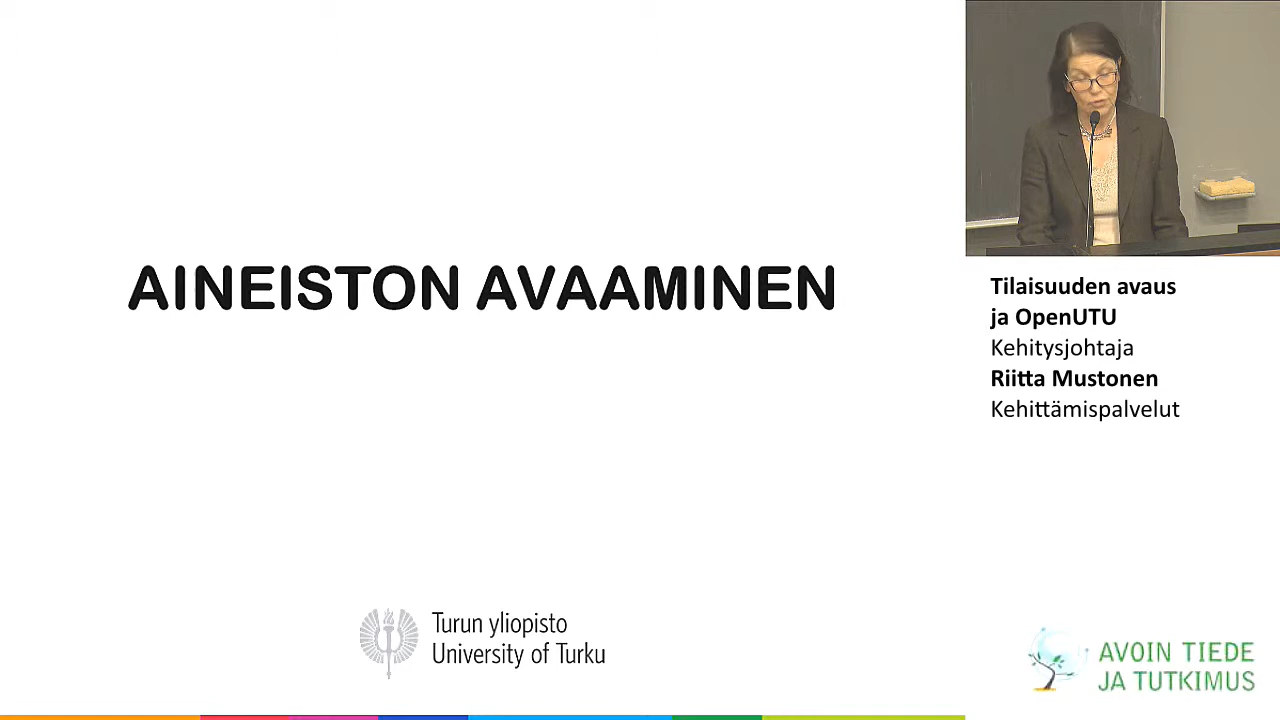 AINEISTON AVAAMINEN
Tilaisuuden avaus
ja OpenUTU
Kehitysjohtaja
Riitta Mustonen
Kehittämispalvelut
Turun yliopisto
University of Turku
AVOIN TIEDE
JA TUTKIMUS